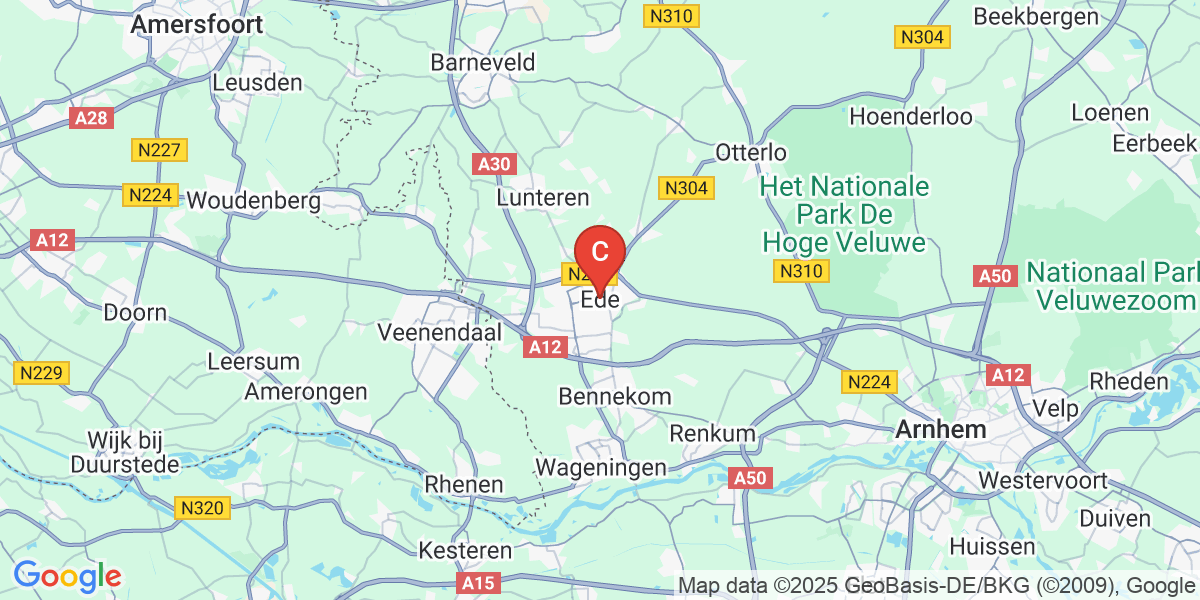 Amersfoort
N310
Beekbergen
N304
Barneveld
Leusden
A28
Hoenderloo
Loenen
Eerbeek
N227
A30
Otterlo
N224
Woudenberg
Lunteren
N304
Het Nationale
Park De
Hoge Veluwe
A12
C
N310
A50
Nationaal Park
Veluwezoom
Ede
Doorn
Veenendaal
A12
Leersum
N229
Amerongen
N224
A12
Rheden
Bennekom
Velp
Renkum
Arnhem
Wijk bij
Duurstede
Wageningen
A50
Rhenen
Westervoort
N320
Duiven
Kesteren
Huissen
Google
A15
Map data ©2025 GeoBasis-DE/BKG (©2009), Google